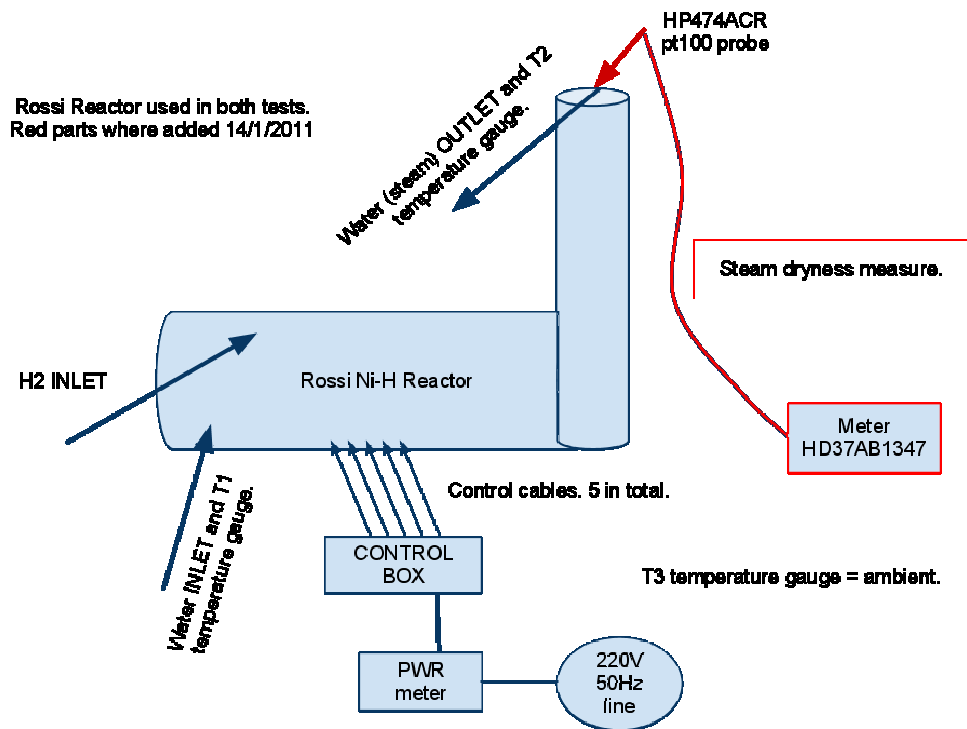 HP474ACR
pt100 probe
Rossi Reactor used in both tests.
Red parts where added 14/1/2011
Water (steam) OUTLET and T2
temperature gauge.
Steam dryness measure.
H2 INLET
Rossi Ni-H Reactor
Meter
HD37AB1347
Water INLET and T1
temperature gauge.
Control cables. 5 in total.
CONTROL
BOX
T3 temperature gauge = ambient.
PWR
meter
220V
50Hz
line